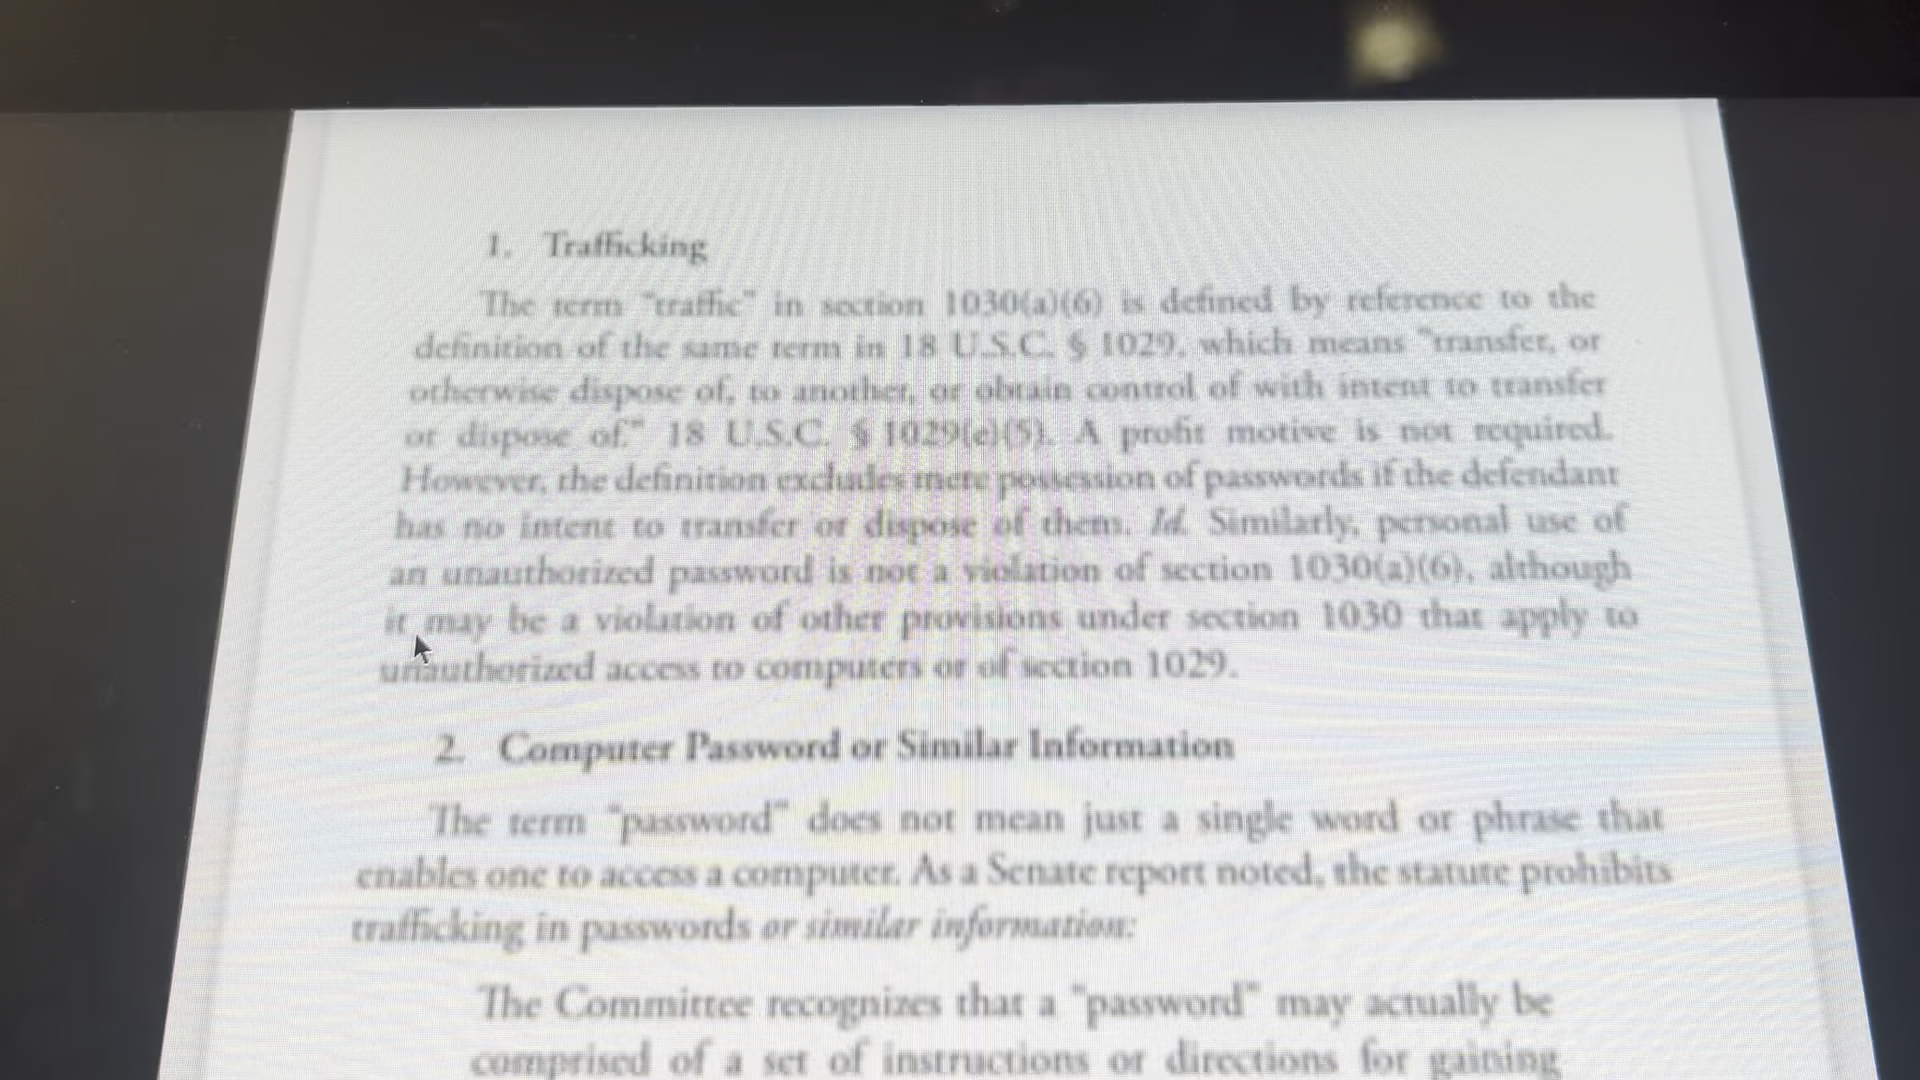 1. Trafficking
The term "traffic" in section 1030(a)(6) is defined by reference to the
definition of the same term in 18 U.S.C. § 1029, which means "transfer, or
otherwise dispose of, to another, or obtain control of with intent to transfer
or dispose of." 18 U.S.C. § 1029(e)(5). A profit motive is not required.
However, the definition excludes mere possession of passwords if the defendant
has no intent to transfer or dispose of them. Id. Similarly, personal use of
an unauthorized password is not a violation of section 1030(a)(6), although
it may be a violation of other provisions under section 1030 that apply to
unauthorized access to computers or of section 1029.
2. Computer Password or Similar Information
The term "password" does not mean just a single word or phrase that
enables one to access a computer. As a Senate report noted, the statute prohibits
trafficking in passwords or similar information:
The Committee recognizes that a "password" may actually be
comprised of a set of instructions or directions for gaining